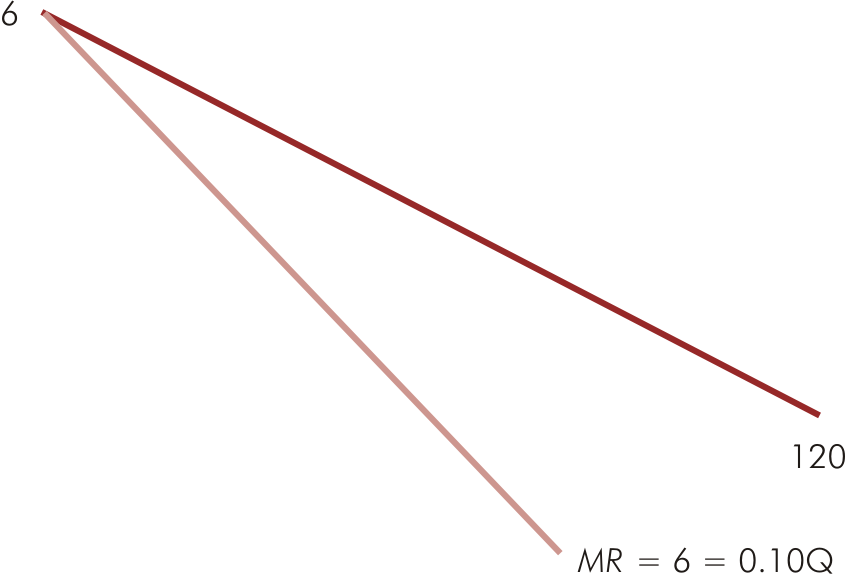 6
120
MR = 6 = 0.10Q